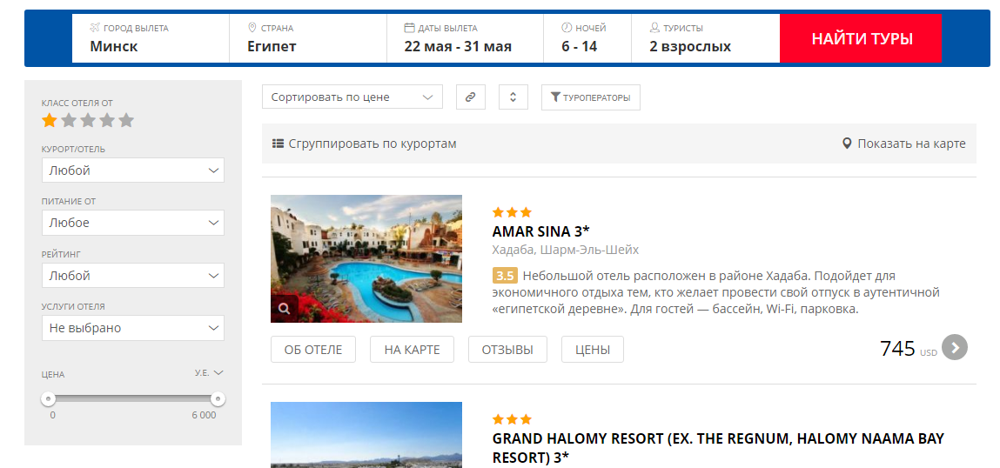 ГОРОД ВЫЛЕТА
Минск
СТРАНА
Египет
ДАТЫ ВЫЛЕТА
22 мая - 31 мая
НОЧЕЙ
6 - 14
ТУРИСТЫ
2 взрослых
НАЙТИ ТУРЫ
КЛАСС ОТЕЛЯ ОТ
КУРОРТ/ОТЕЛЬ
Любой
ПИТАНИЕ ОТ
Любое
РЕЙТИНГ
Любой
УСЛУГИ ОТЕЛЯ
Не выбрано
ЦЕНА
У.Е.
0
6 000
Сортировать по цене
ТУРОПЕРАТОРЫ
Сгруппировать по курортам
Показать на карте
AMAR SINA 3*
Хадаба, Шарм-Эль-Шейх
3.5 Небольшой отель расположен в районе Хадаба. Подойдет для
экономичного отдыха тем, кто желает провести свой отпуск в аутентичной
«египетской деревне». Для гостей — бассейн, Wi-Fi, парковка.
ОБ ОТЕЛЕ
НА КАРТЕ
ОТЗЫВЫ
ЦЕНЫ
745 USD
GRAND HALOMY RESORT (EX. THE REGNUM, HALOMY NAAMA BAY
RESORT) 3*